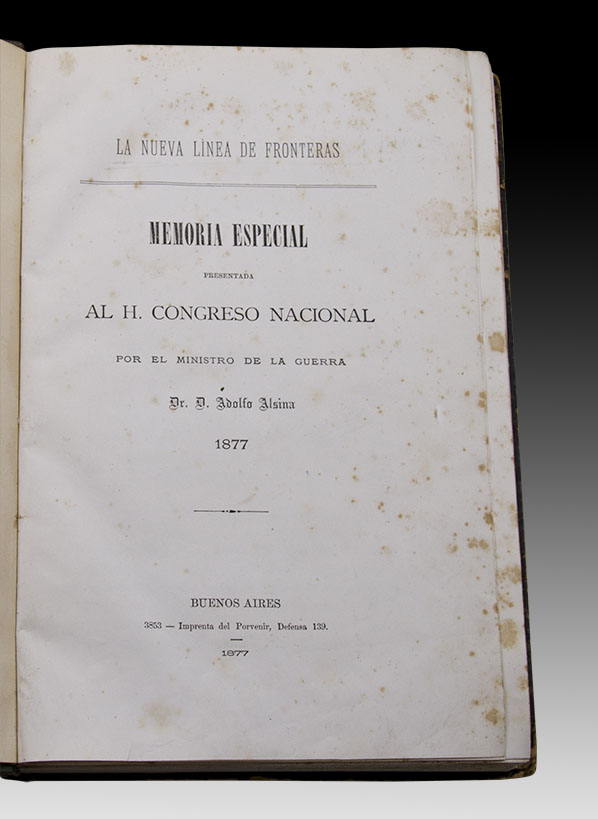 LA NUEVA LÍNEA DE FRONTERAS
MEMORIA ESPECIAL
PRESENTADA
AL H. CONGRESO NACIONAL
POR EL MINISTRO DE LA GUERRA
Dr. D. Adolfo Alsina
1877
BUENOS AIRES
3853 — Imprenta del Porvenir, Defensa 139.
1877